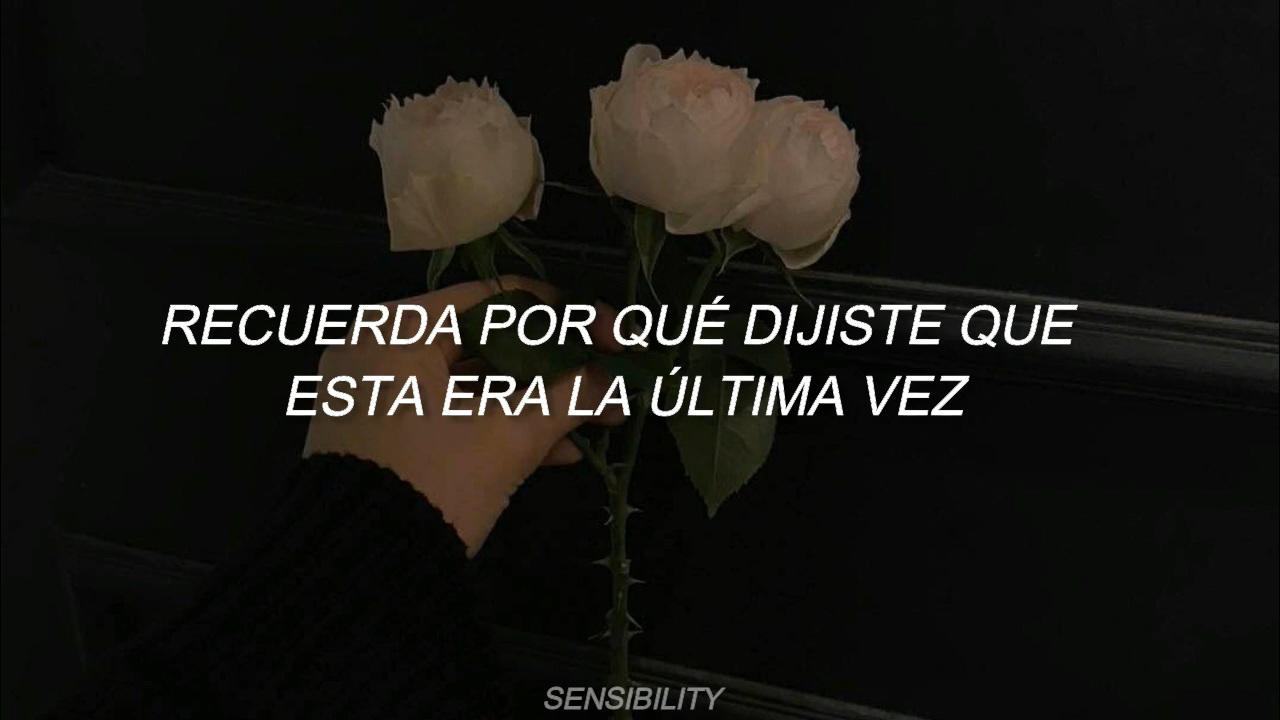 RECUERDA POR QUÉ DIJISTE QUE
ESTA ERA LA ÚLTIMA VEZ
SENSIBILITY